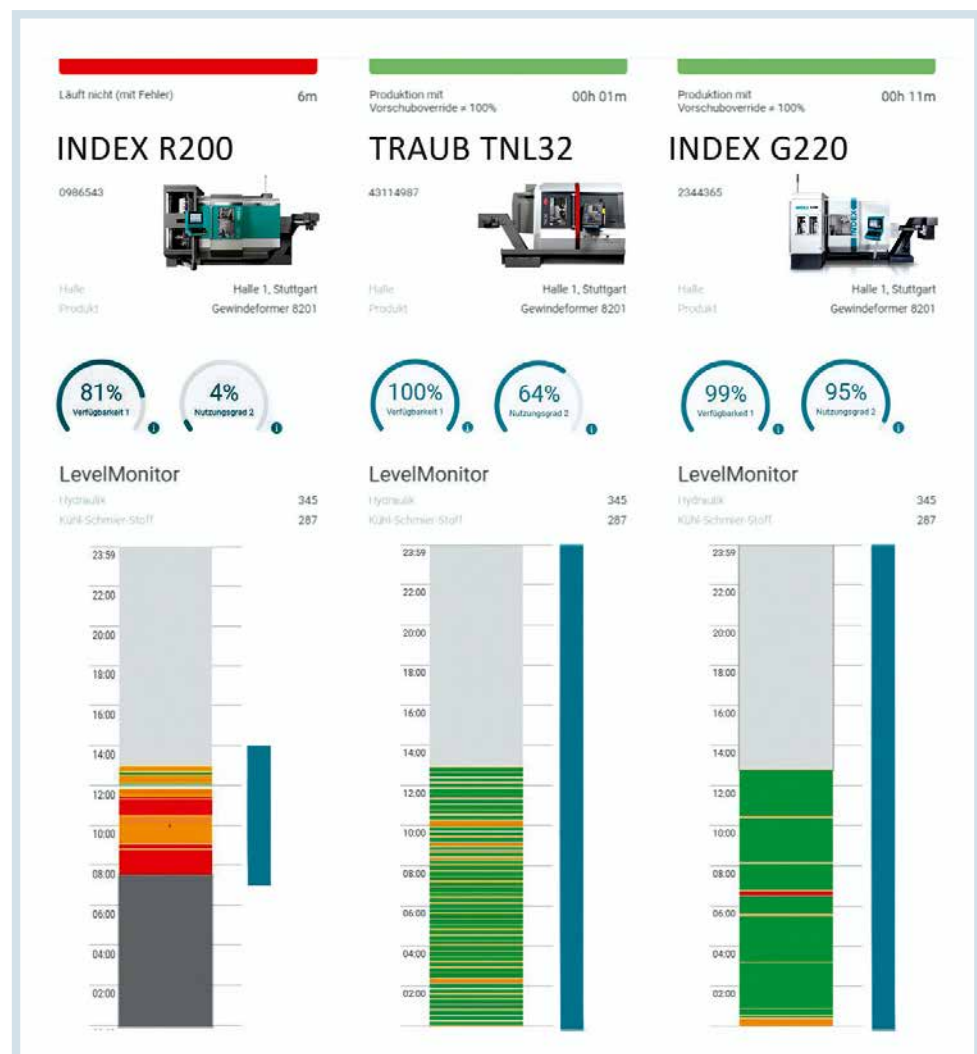 Läuft nicht (mit Fehler)
6m
INDEX R200
0986543
Halle
Halle 1, Stuttgart
Produkt
Gewindeformer 8201
81%
Verfügbarkeit 1
4%
Nutzungsgrad 2
LevelMonitor
Hydraulik
345
Kühl-Schmier-Stoff
287
23:59
22:00
20:00
18:00
16:00
14:00
12:00
10:00
08:00
06:00
04:00
02:00
Produktion mit
Vorschuboverride ≠ 100%
00h 01m
TRAUB TNL32
43114987
Halle
Halle 1, Stuttgart
Produkt
Gewindeformer 8201
100%
Verfügbarkeit 1
64%
Nutzungsgrad 2
LevelMonitor
Hydraulik
345
Kühl-Schmier-Stoff
287
23:59
22:00
20:00
18:00
16:00
14:00
12:00
10:00
08:00
06:00
04:00
02:00
Produktion mit
Vorschuboverride ≠ 100%
00h 11m
INDEX G220
2344365
INDEX
Halle
Halle 1, Stuttgart
Produkt
Gewindeformer 8201
99%
Verfügbarkeit 1
95%
Nutzungsgrad 2
LevelMonitor
Hydraulik
345
Kühl-Schmier-Stoff
287
23:59
22:00
20:00
18:00
16:00
14:00
12:00
10:00
08:00
06:00
04:00
02:00